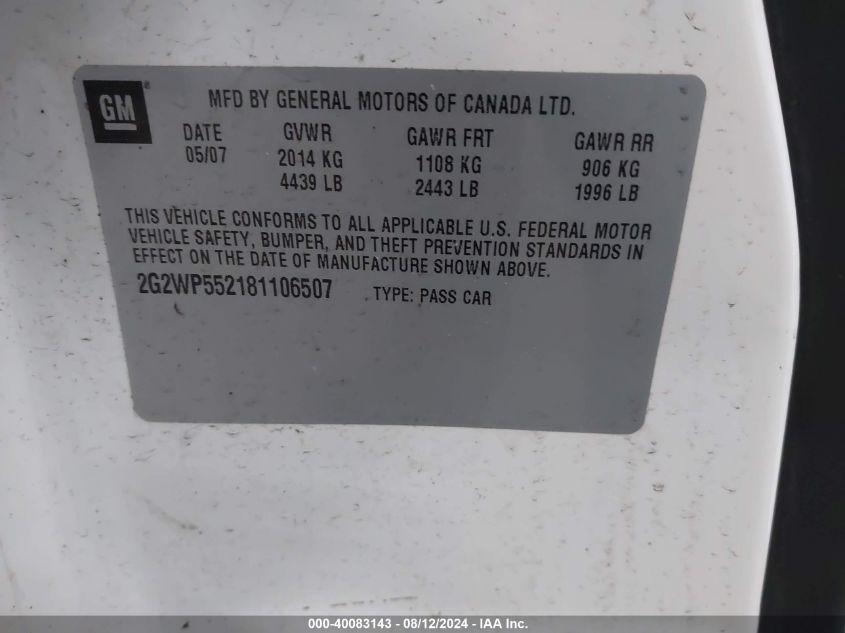 GM
MFD BY GENERAL MOTORS OF CANADA LTD.
DATE GVWR GAWR FRT GAWR RR
05/07 2014 KG 1108 KG 906 KG
4439 LB 2443 LB 1996 LB
THIS VEHICLE CONFORMS TO ALL APPLICABLE U.S. FEDERAL MOTOR
VEHICLE SAFETY, BUMPER, AND THEFT PREVENTION STANDARDS IN
EFFECT ON THE DATE OF MANUFACTURE SHOWN ABOVE.
2G2WP552181106507 TYPE: PASS CAR
000-40083143 - 08/12/2024 - IAA, Inc.